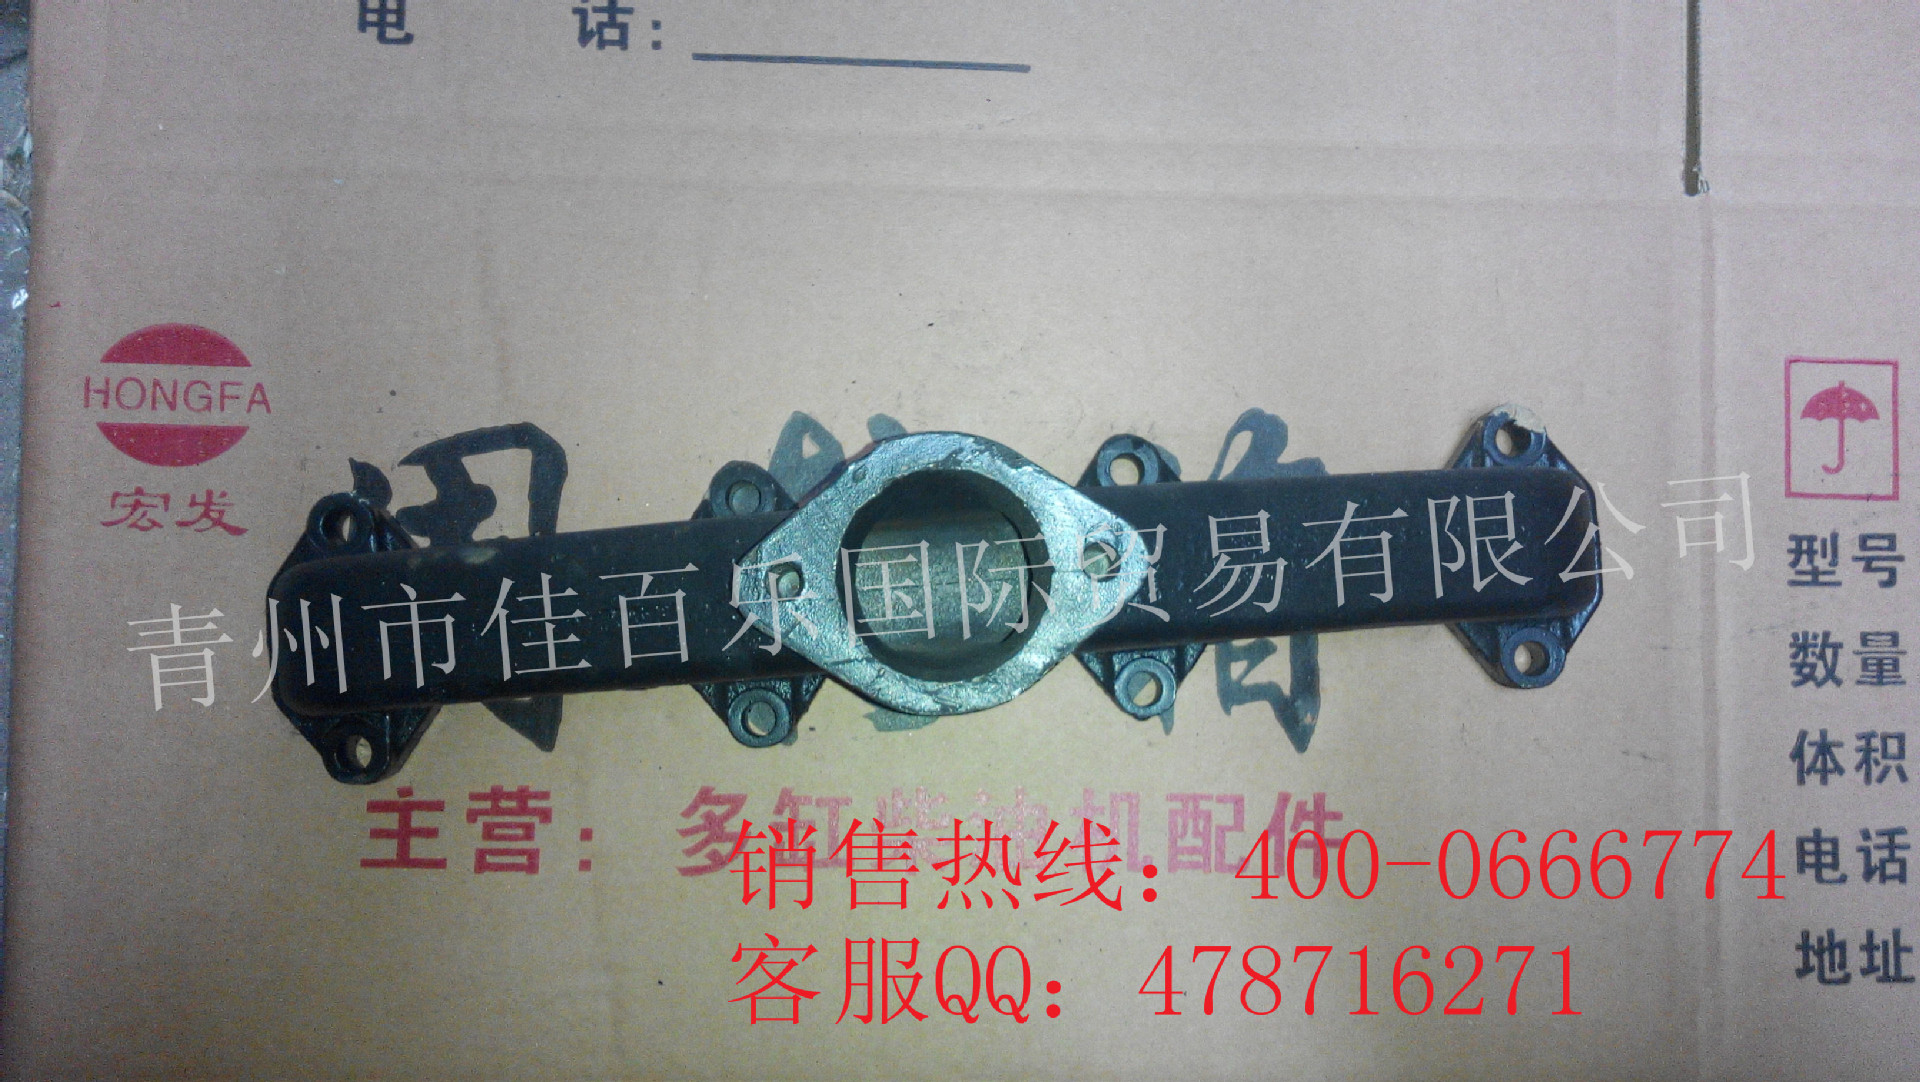 电 话:
HONGFA
宏发
青州市佳百乐国际贸易有限公司
型号
数量
体积
电话
地址
主营: 多缸柴油机配件
销售热线: 400-0666774
客服QQ: 478716271